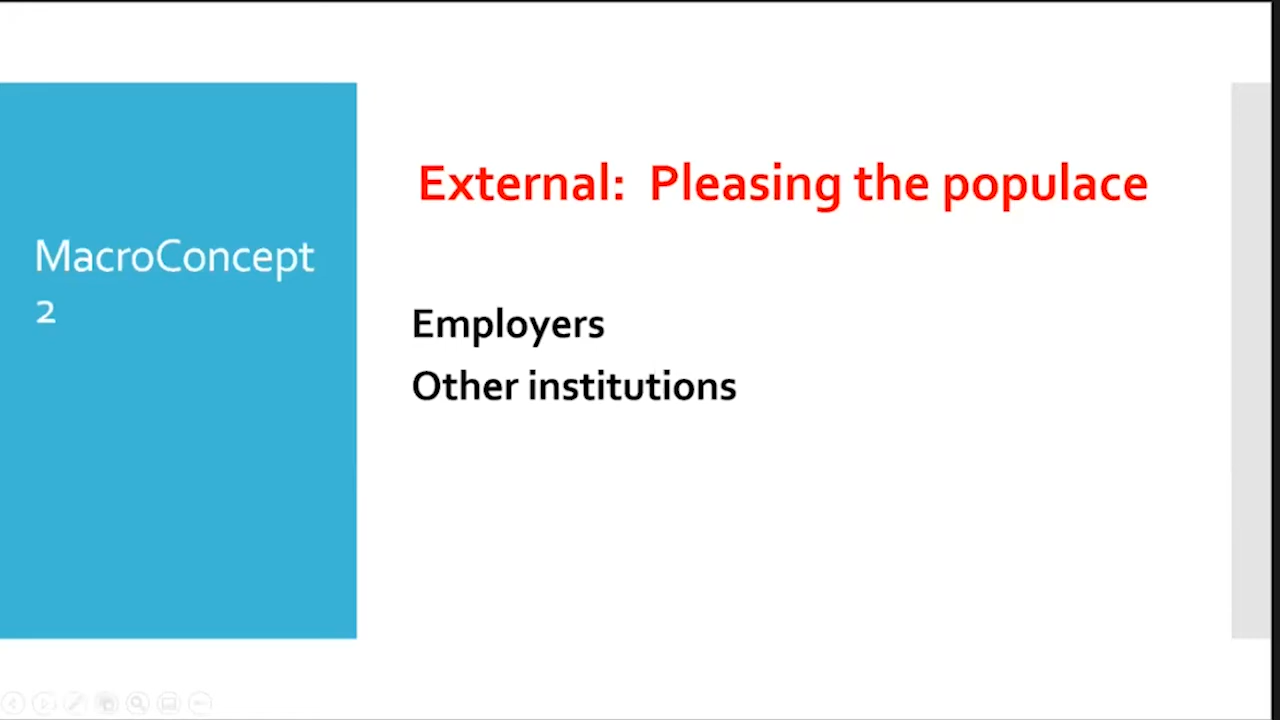 MacroConcept
2
External:  Pleasing the populace
Employers
Other institutions